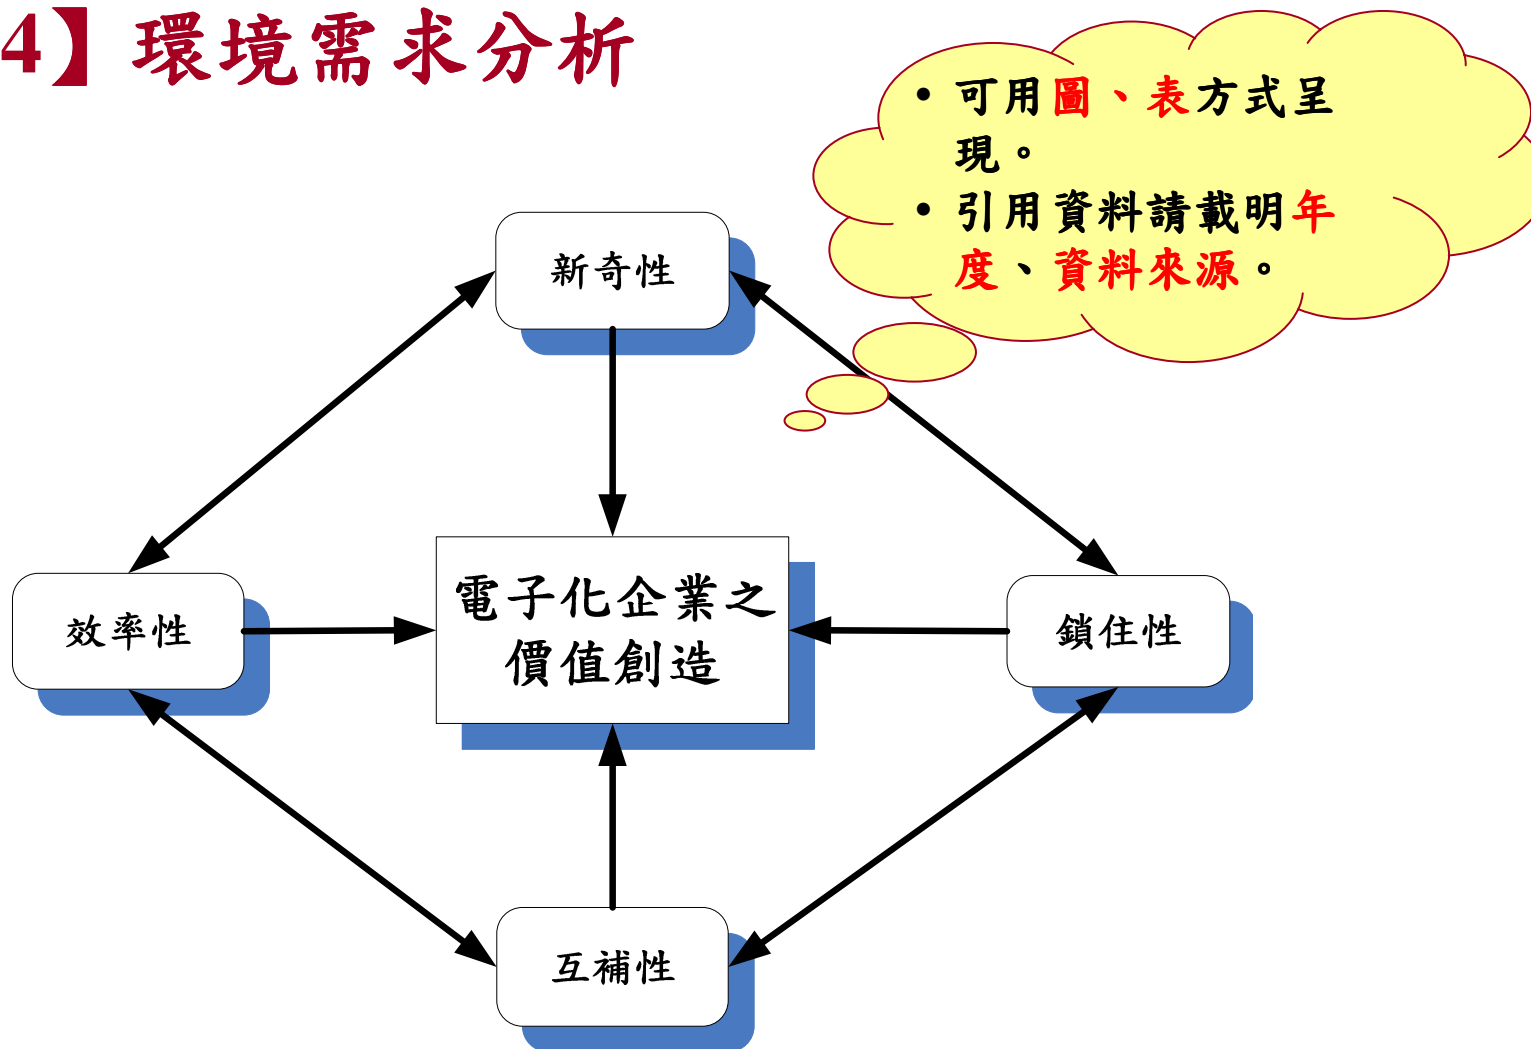 4】環境需求分析
• 可用圖、表方式呈
現。
• 引用資料請載明年
度、資料來源。
新奇性
電子化企業之
價值創造
效率性
鎖住性
互補性